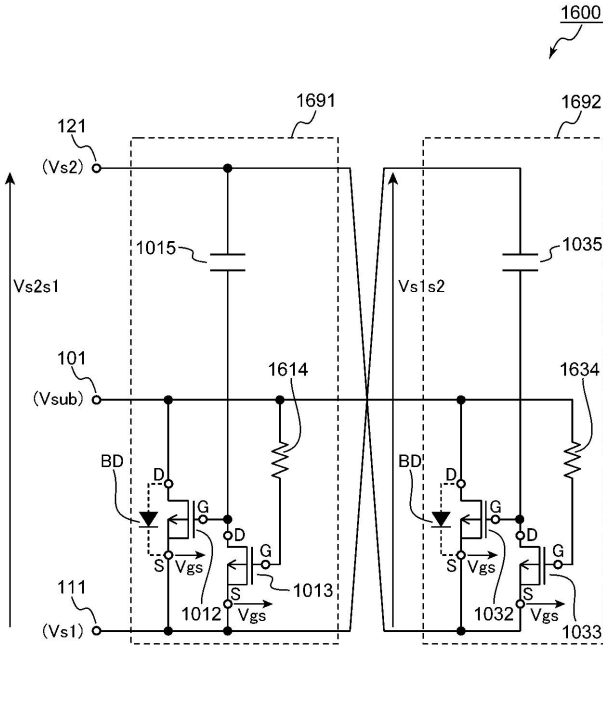 1600
1691
1692
121
(Vs2)
1015
1035
Vs2s1
Vs1s2
101
(Vsub)
1614
1634
BD
D
G
D
G
S
Vgs
1012
S
Vgs
1013
BD
D
G
D
G
S
Vgs
1032
S
Vgs
1033
111
(Vs1)